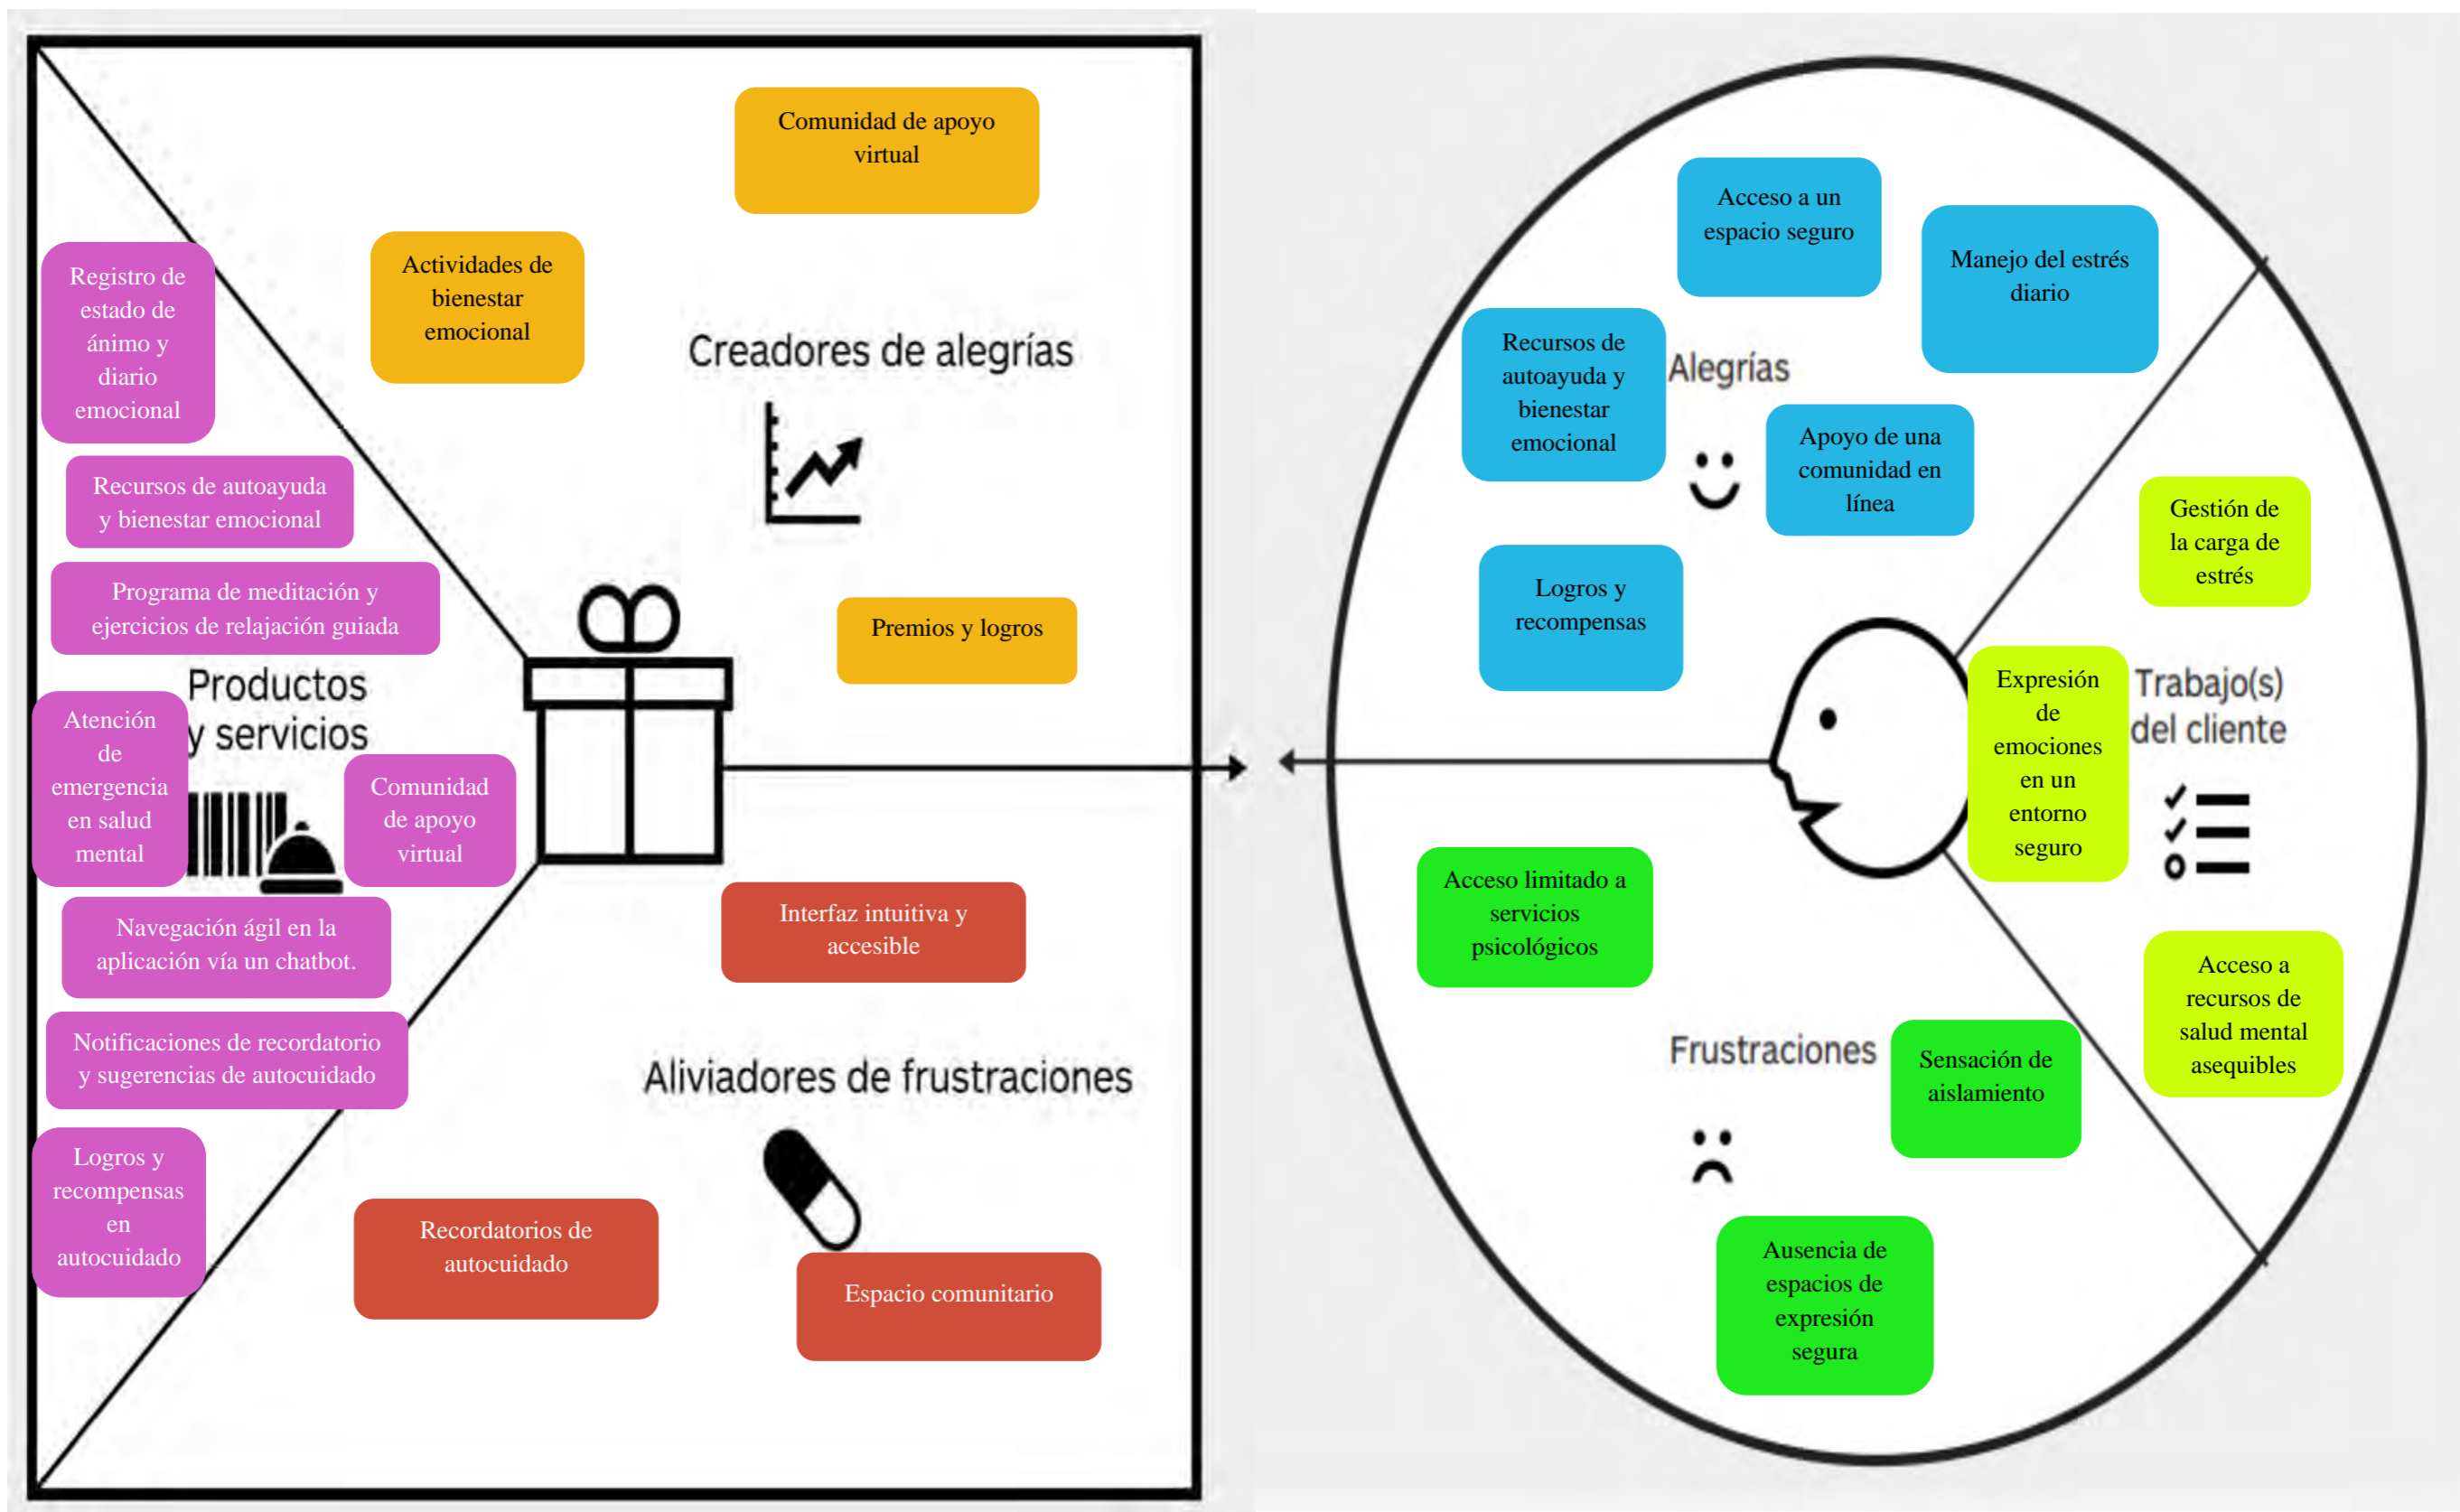 Comunidad de apoyo
virtual
Actividades de
bienestar
emocional
Creadores de alegrías
Premios y logros
Registro de
estado de
ánimo y
diario
emocional
Recursos de autoayuda
y bienestar emocional
Programa de meditación y
ejercicios de relajación guiada
Productos
y servicios
Atención
de
emergencia
en salud
mental
Comunidad
de apoyo
virtual
Navegación ágil en la
aplicación vía un chatbot.
Notificaciones de recordatorio
y sugerencias de autocuidado
Logros y
recompensas
en
autocuidado
Interfaz intuitiva y
accesible
Aliviadores de frustraciones
Recordatorios de
autocuidado
Espacio comunitario
Acceso a un
espacio seguro
Manejo del estrés
diario
Recursos de
autoayuda y
bienestar
emocional
Alegrías
Apoyo de una
comunidad en
línea
Logros y
recompensas
Gestión de
la carga de
estrés
Expresión
de
emociones
en un
entorno
seguro
Trabajo(s)
del cliente
Acceso a
recursos de
salud mental
asequibles
Acceso limitado a
servicios
psicológicos
Frustraciones
Sensación de
aislamiento
Ausencia de
espacios de
expresión
segura